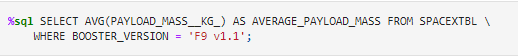 %sql SELECT AVG(PAYLOAD_MASS__KG_) AS AVERAGE_PAYLOAD_MASS FROM SPACEXTBL \
WHERE BOOSTER_VERSION = 'F9 v1.1';